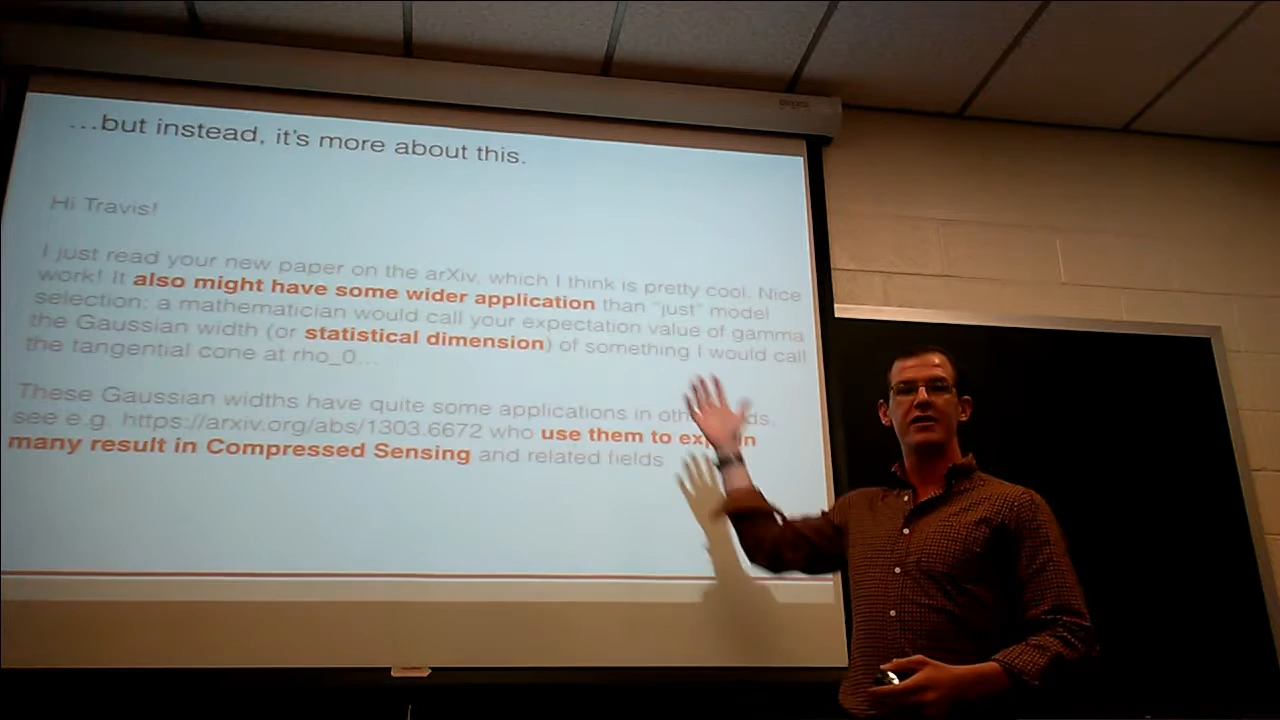 ...but instead, it's more about this.
Hi Travis!
I just read your new paper on the arXiv, which I think is pretty cool. Nice
work! It also might have some wider application than "just" model
selection: a mathematician would call your expectation value of gamma
the Gaussian width (or statistical dimension) of something I would call
the tangential cone at rho_0...
These Gaussian widths have quite some applications in
see e.g. https://arxiv.org/abs/1303.6672 who use them to
many result in Compressed Sensing and related fields